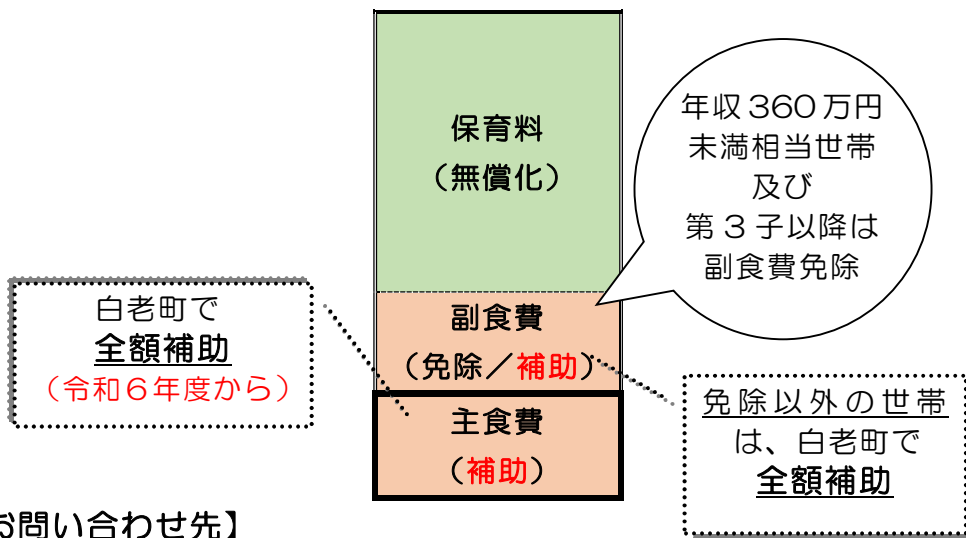 保育料
（無償化）
年収360万円
未満相当世帯
及び
第3子以降は
副食費免除
白老町で
全額補助
（令和6年度から）
副食費
（免除／補助）
主食費
（補助）
免除以外の世帯
は、白老町で
全額補助
お問い合わせ先】